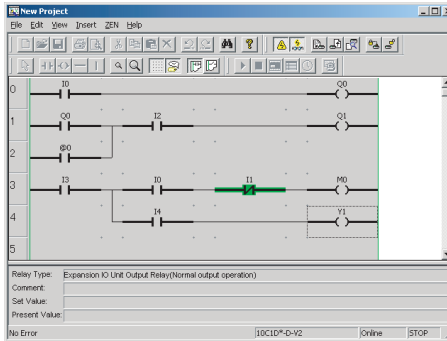 New Project
File Edit View Insert ZEN Help
0 I0 Q0
1 Q0 I2 Q1
2 @0
3 I3 I0 I1 M0
4 I4 Y1
5
Relay Type: Expansion IO Unit Output Relay(Normal output operation)
Comment:
Set Value:
Present Value:
No Error 10C1D*-D-V2 Online STOP